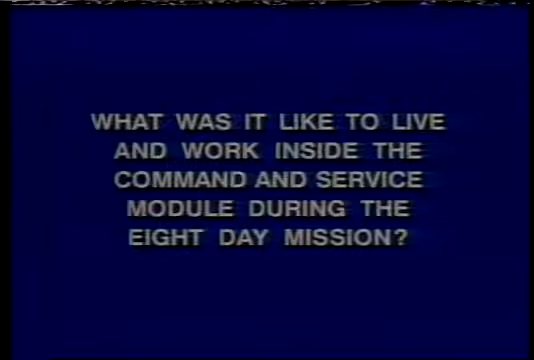 WHAT WAS IT LIKE TO LIVE
AND WORK INSIDE THE
COMMAND AND SERVICE
MODULE DURING THE
EIGHT DAY MISSION?